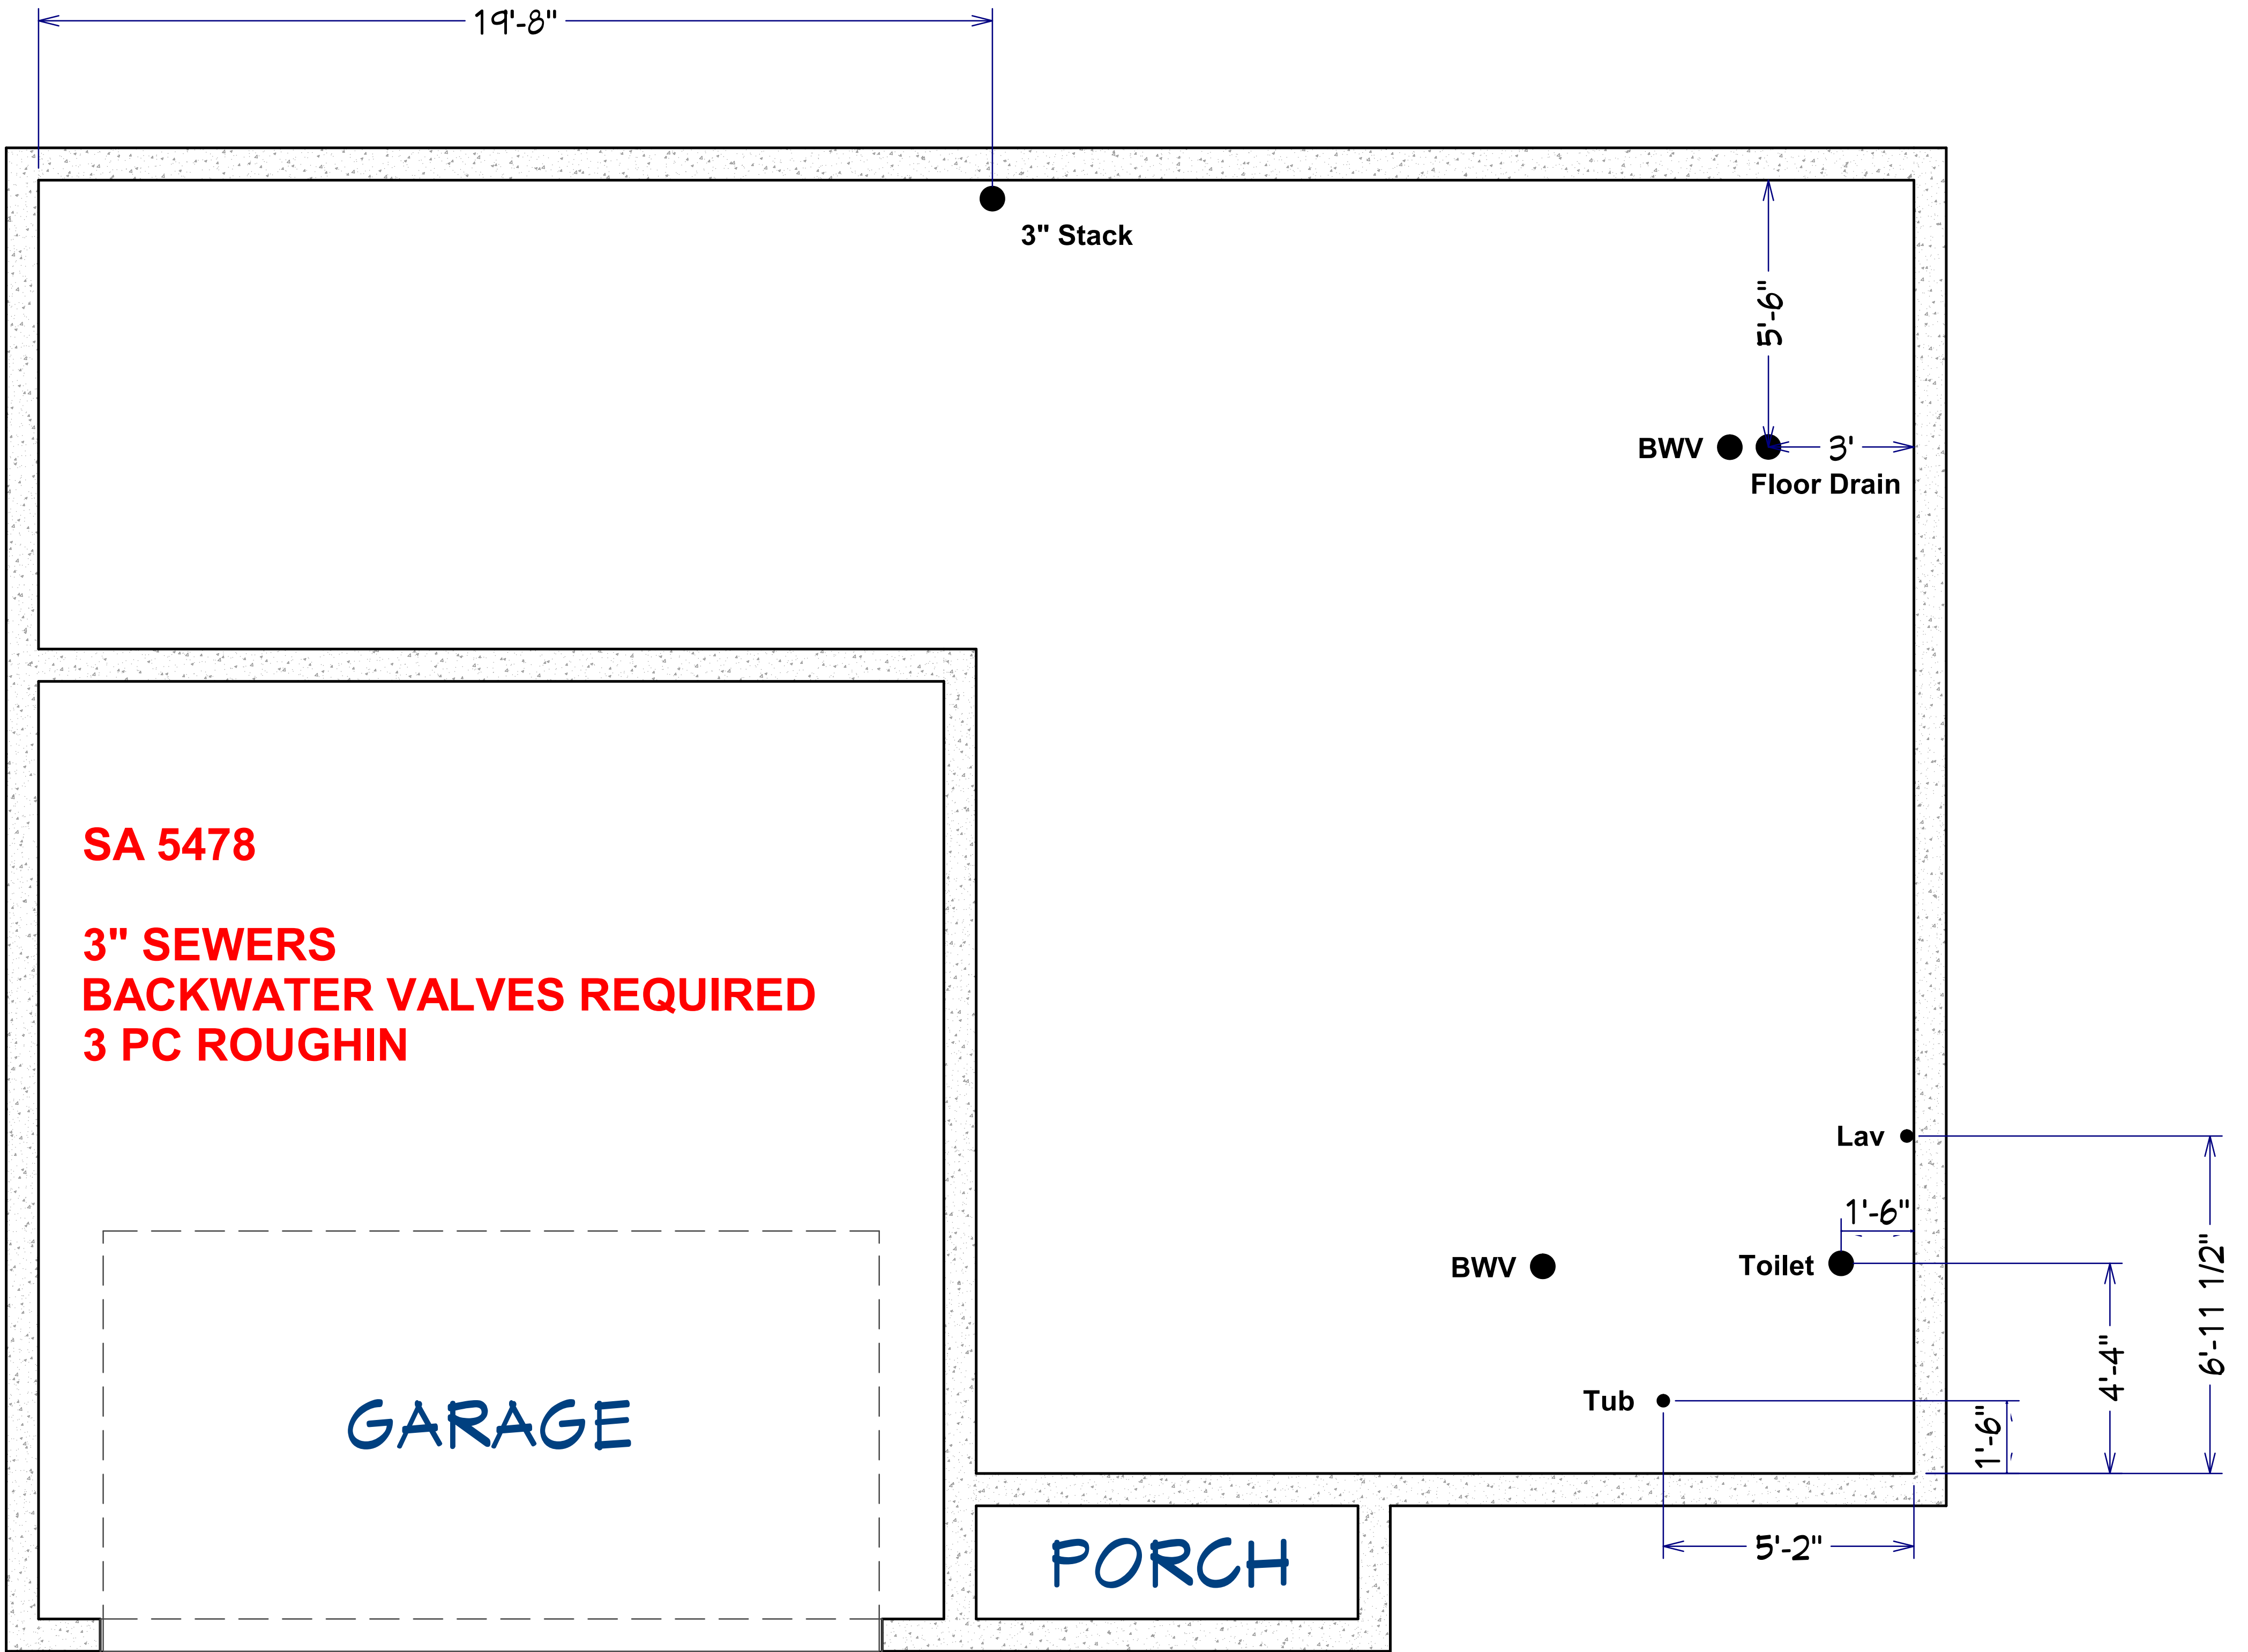 19'-8"
3" Stack
5'-6"
BWV
3'
Floor Drain
SA 5478
3" SEWERS
BACKWATER VALVES REQUIRED
3 PC ROUGHIN
Lav
1'-6"
BWV
Toilet
6'-11 1/2"
4'-4"
Tub
1'-6"
GARAGE
PORCH
5'-2"